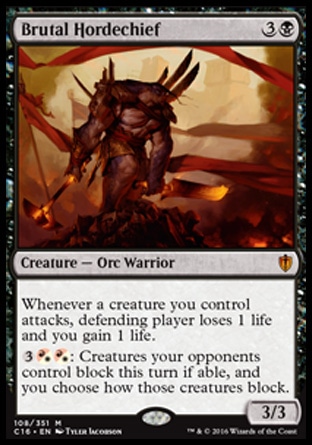 Brutal Hordechief 3
Creature — Orc Warrior
Whenever a creature you control
attacks, defending player loses 1 life
and you gain 1 life.
3 : Creatures your opponents
control block this turn if able, and
you choose how those creatures block.
108/351 M
C16 • EN Tyler Jacobson
™ & © 2016 Wizards of the Coast
3/3